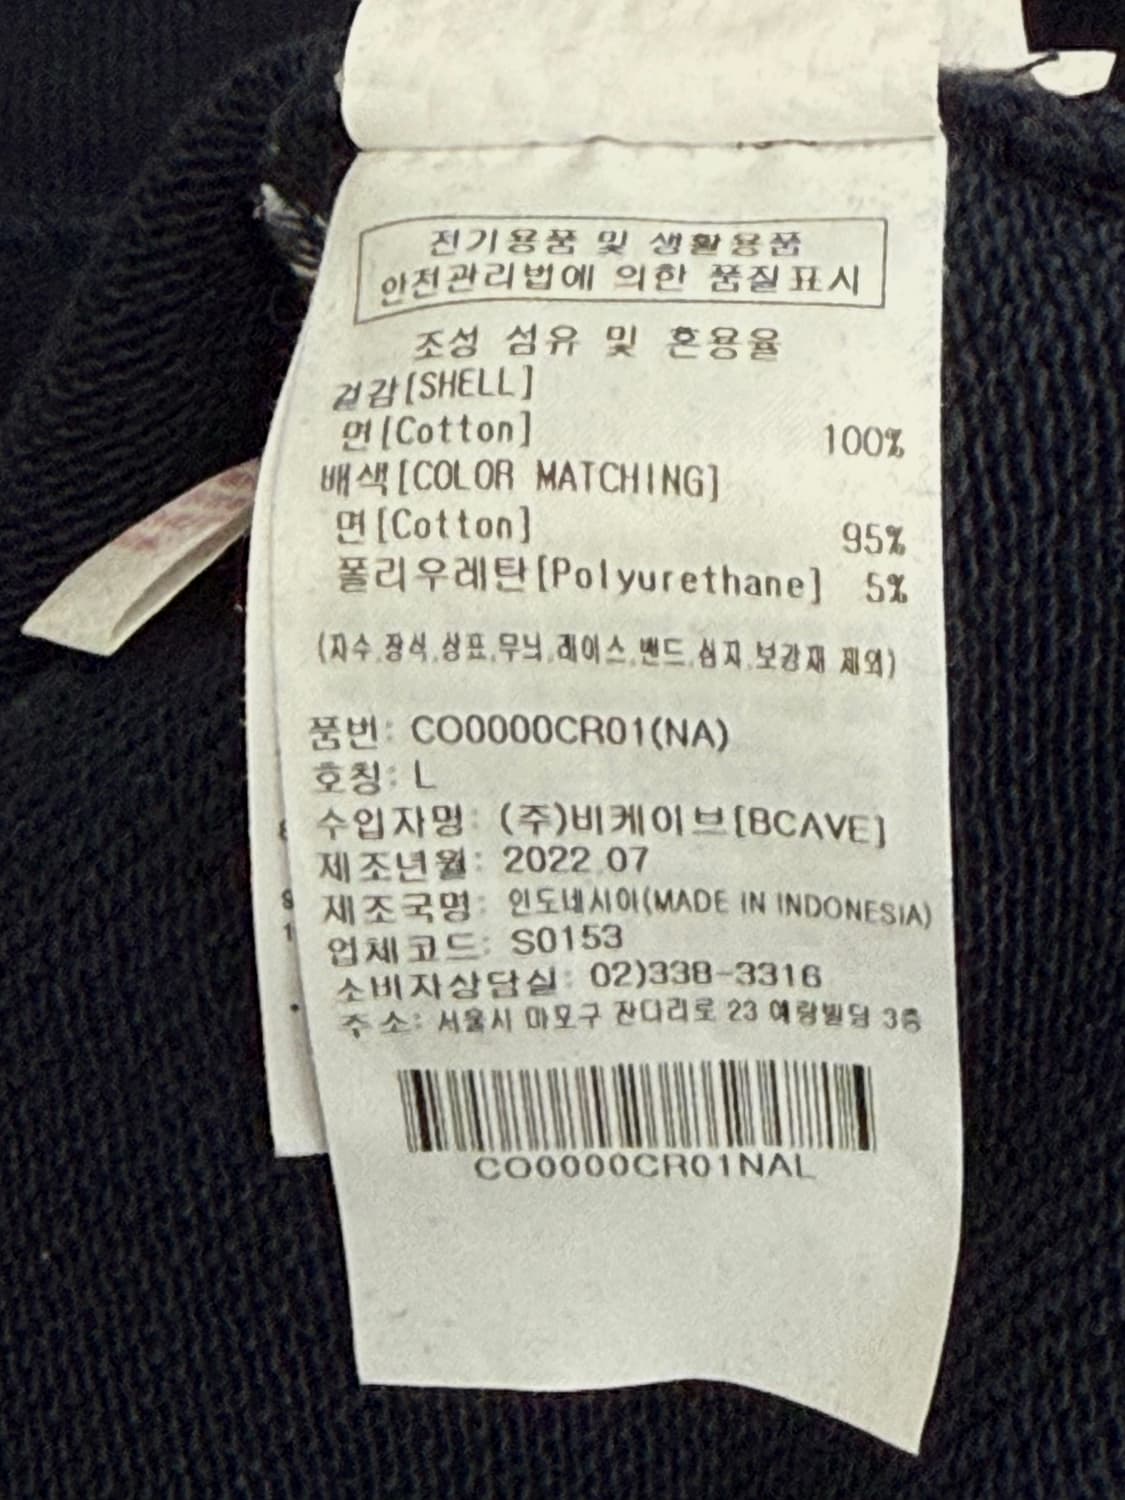 전기용품 및 생활용품
안전관리법에 의한 품질표시
조성 섬유 및 혼용율
겉감[SHELL]
면[Cotton] 100%
배색[COLOR MATCHING]
면[Cotton] 95%
폴리우레탄[Polyurethane] 5%
(자수,장식,상표,무늬,레이스,밴드,심지,보강재 제외)
품번: CO0000CR01(NA)
호칭: L
수입자명: (주)비케이브[BCAVE]
제조년월: 2022.07
제조국명: 인도네시아(MADE IN INDONESIA)
업체코드: S0153
소비자상담실: 02)338-3316
주 소: 서울시 마포구 잔다리로 23 예랑빌딩 3층
CO0000CR01NAL